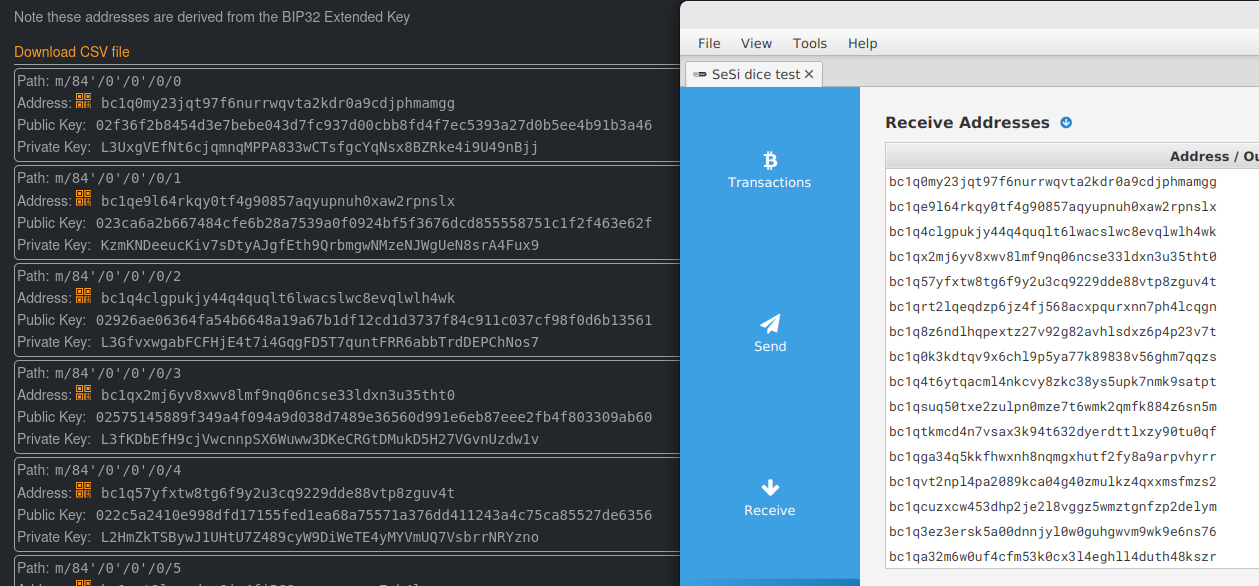 Note these addresses are derived from the BIP32 Extended Key
Download CSV file
Path: m/84'/0'/0'/0/0
Address: bc1q0my23jqt97f6nurrwqvta2kdr0a9cdjphmamgg
Public Key: 02f36f2b8454d3e7bebe043d7fc937d00cbb8fd4f7ec5393a27d0b5ee4b91b3a46
Private Key: L3UxgVEfNt6cjqmnqMPPA833wCTsfgcYqNsx8BZRke4i9U49nBjj
Path: m/84'/0'/0'/0/1
Address: bc1qe9l64rkqy0tf4g90857aqyupnuh0xaw2rpnslx
Public Key: 023ca6a2b667484cfe6b28a7539a0f0924bf5f3676dcd855558751c1f2f463e62f
Private Key: KzmKNDeeucKiv7sDtyAJgfEth9QrbmgwNMzeNJWgUeN8srA4Fux9
Path: m/84'/0'/0'/0/2
Address: bc1q4clgpukjy44q4quqlt6lwacslwc8evqlwlh4wk
Public Key: 02926ae06364fa54b6648a19a67b1df12cd1d3737f84c911c037cf98f0d6b13561
Private Key: L3GfvxwgabFCFHjE4t7i4GqgFD5T7quntFRR6abbTrdDEPChNos7
Path: m/84'/0'/0'/0/3
Address: bc1qx2mj6yv8xwv8lmf9nq06ncse33ldxn3u35tht0
Public Key: 02575145889f349a4f094a9d038d7489e36560d991e6eb87eee2fb4f803309ab60
Private Key: L3fKDbEfH9cjVwcnnpSX6Wuww3DKeCRGtDMukD5H27VGvnUzdw1v
Path: m/84'/0'/0'/0/4
Address: bc1q57yfxtw8tg6f9y2u3cq9229dde88vtp8zguv4t
Public Key: 022c5a2410e998dfd17155fed1ea68a75571a376dd411243a4c75ca85527de6356
Private Key: L2HmZkTSBywJ1UHtU7Z489cyW9DiWeTE4yMYVmUQ7VsbrrNRYzno
Path: m/84'/0'/0'/0/5
File View Tools Help
SeSi dice test
Transactions
Send
Receive
Receive Addresses
Address / Ou
bc1q0my23jqt97f6nurrwqvta2kdr0a9cdjphmamgg
bc1qe9l64rkqy0tf4g90857aqyupnuh0xaw2rpnslx
bc1q4clgpukjy44q4quqlt6lwacslwc8evqlwlh4wk
bc1qx2mj6yv8xwv8lmf9nq06ncse33ldxn3u35tht0
bc1q57yfxtw8tg6f9y2u3cq9229dde88vtp8zguv4t
bc1qrt2lqeqdzp6jz4fj568acxpqurxnn7ph4lcqgn
bc1q8z6ndlhqpextz27v92g82avhlsdxz6p4p23v7t
bc1q0k3kdtqv9x6chl9p5ya77k89838v56ghm7qqzs
bc1q4t6ytqacml4nkcvy8zkc38ys5upk7nmk9satpt
bc1qsuq50txe2zulpn0mze7t6wmk2qmfk884z6sn5m
bc1qtkmcd4n7vsax3k94t632dyerdttlxzy90tu0qf
bc1qga34q5kkfhwxnh8nqmgxhutf2fy8a9arpvhyrr
bc1qvt2npl4pa2089kca04g40zmulkz4qxxmsfmzs2
bc1qcuzxcw453dhp2je2l8vggz5wmztgnfzp2delym
bc1q3ez3ersk5a00dnnjyl0w0guhgwvm9wk9e6ns76
bc1qa32m6w0uf4cfm53k0cx3l4eghll4duth48kszr